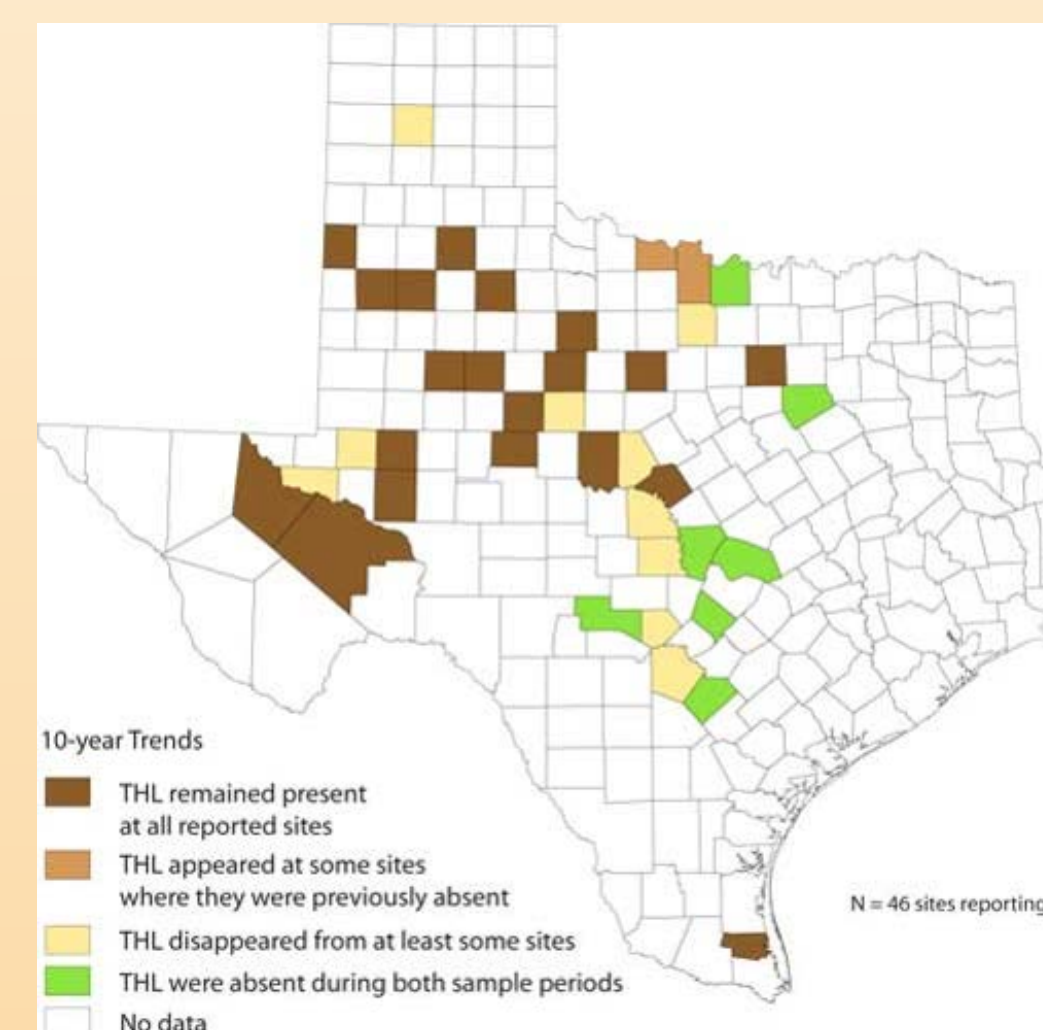 10-year Trends
THL remained present
at all reported sites
THL appeared at some sites
where they were previously absent
N = 46 sites reporting
THL disappeared from at least some sites
THL were absent during both sample periods
No data